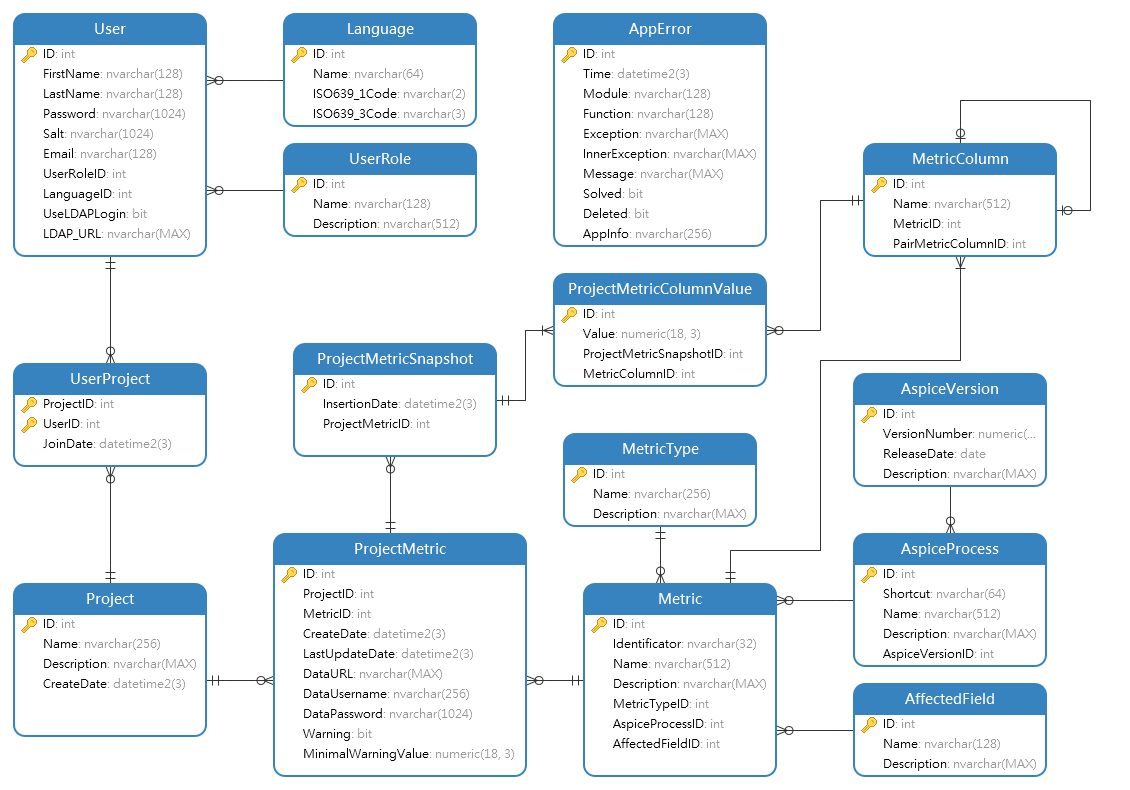 User
ID: int
FirstName: nvarchar(128)
LastName: nvarchar(128)
Password: nvarchar(1024)
Salt: nvarchar(1024)
Email: nvarchar(128)
UserRoleID: int
LanguageID: int
UseLDAPLogin: bit
LDAP_URL: nvarchar(MAX)
Language
ID: int
Name: nvarchar(64)
ISO639_1Code: nvarchar(2)
ISO639_3Code: nvarchar(3)
UserRole
ID: int
Name: nvarchar(128)
Description: nvarchar(512)
AppError
ID: int
Time: datetime2(3)
Module: nvarchar(128)
Function: nvarchar(128)
Exception: nvarchar(MAX)
InnerException: nvarchar(MAX)
Message: nvarchar(MAX)
Solved: bit
Deleted: bit
AppInfo: nvarchar(256)
MetricColumn
ID: int
Name: nvarchar(512)
MetricID: int
PairMetricColumnID: int
ProjectMetricColumnValue
ID: int
Value: numeric(18, 3)
ProjectMetricSnapshotID: int
MetricColumnID: int
UserProject
ProjectID: int
UserID: int
JoinDate: datetime2(3)
ProjectMetricSnapshot
ID: int
InsertionDate: datetime2(3)
ProjectMetricID: int
MetricType
ID: int
Name: nvarchar(256)
Description: nvarchar(MAX)
AspiceVersion
ID: int
VersionNumber: numeric(...
ReleaseDate: date
Description: nvarchar(MAX)
Project
ID: int
Name: nvarchar(256)
Description: nvarchar(MAX)
CreateDate: datetime2(3)
ProjectMetric
ID: int
ProjectID: int
MetricID: int
CreateDate: datetime2(3)
LastUpdateDate: datetime2(3)
DataURL: nvarchar(MAX)
DataUsername: nvarchar(256)
DataPassword: nvarchar(1024)
Warning: bit
MinimalWarningValue: numeric(18, 3)
Metric
ID: int
Identificator: nvarchar(32)
Name: nvarchar(512)
Description: nvarchar(MAX)
MetricTypeID: int
AspiceProcessID: int
AffectedFieldID: int
AspiceProcess
ID: int
Shortcut: nvarchar(64)
Name: nvarchar(512)
Description: nvarchar(MAX)
AspiceVersionID: int
AffectedField
ID: int
Name: nvarchar(128)
Description: nvarchar(MAX)